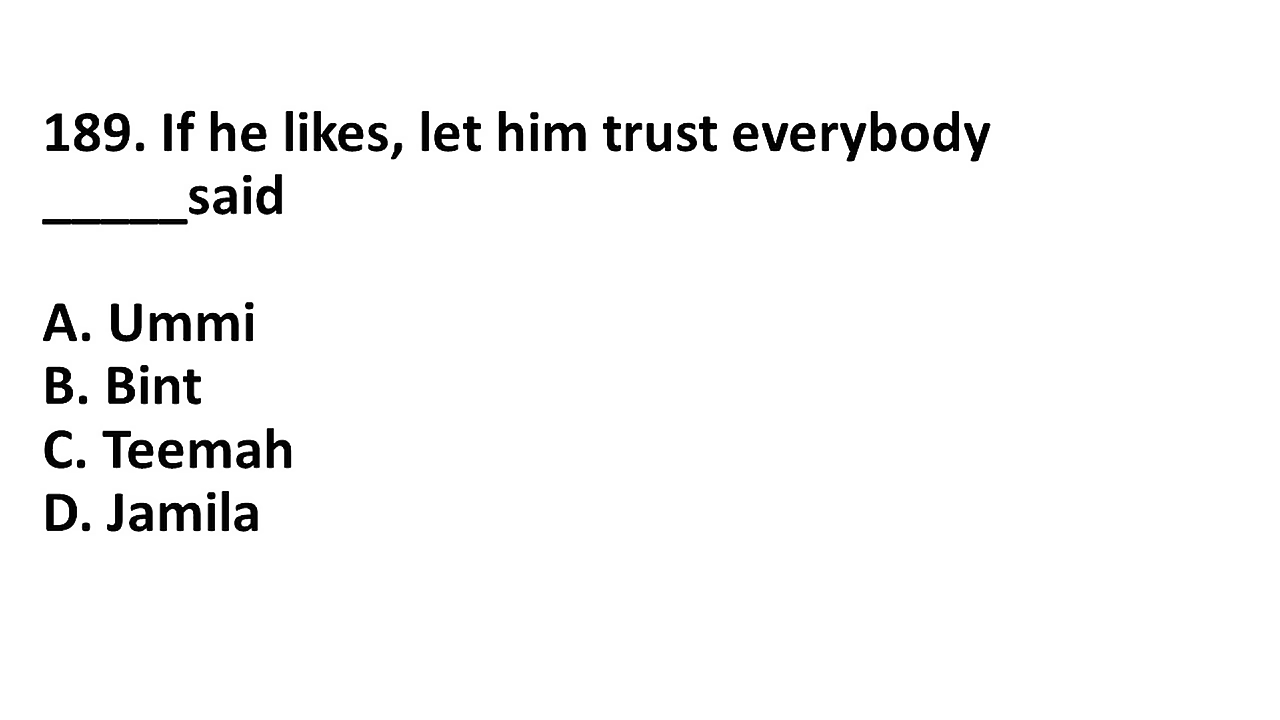 189. If he likes, let him trust everybody
_____said
A. Ummi
B. Bint
C. Teemah
D. Jamila